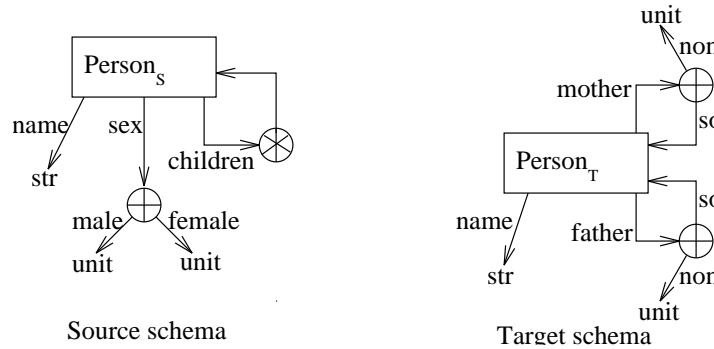 Person_S
name
sex
children
str
male
female
unit
unit
Source schema
unit
mother
Person_T
name
father
str
unit
Target schema